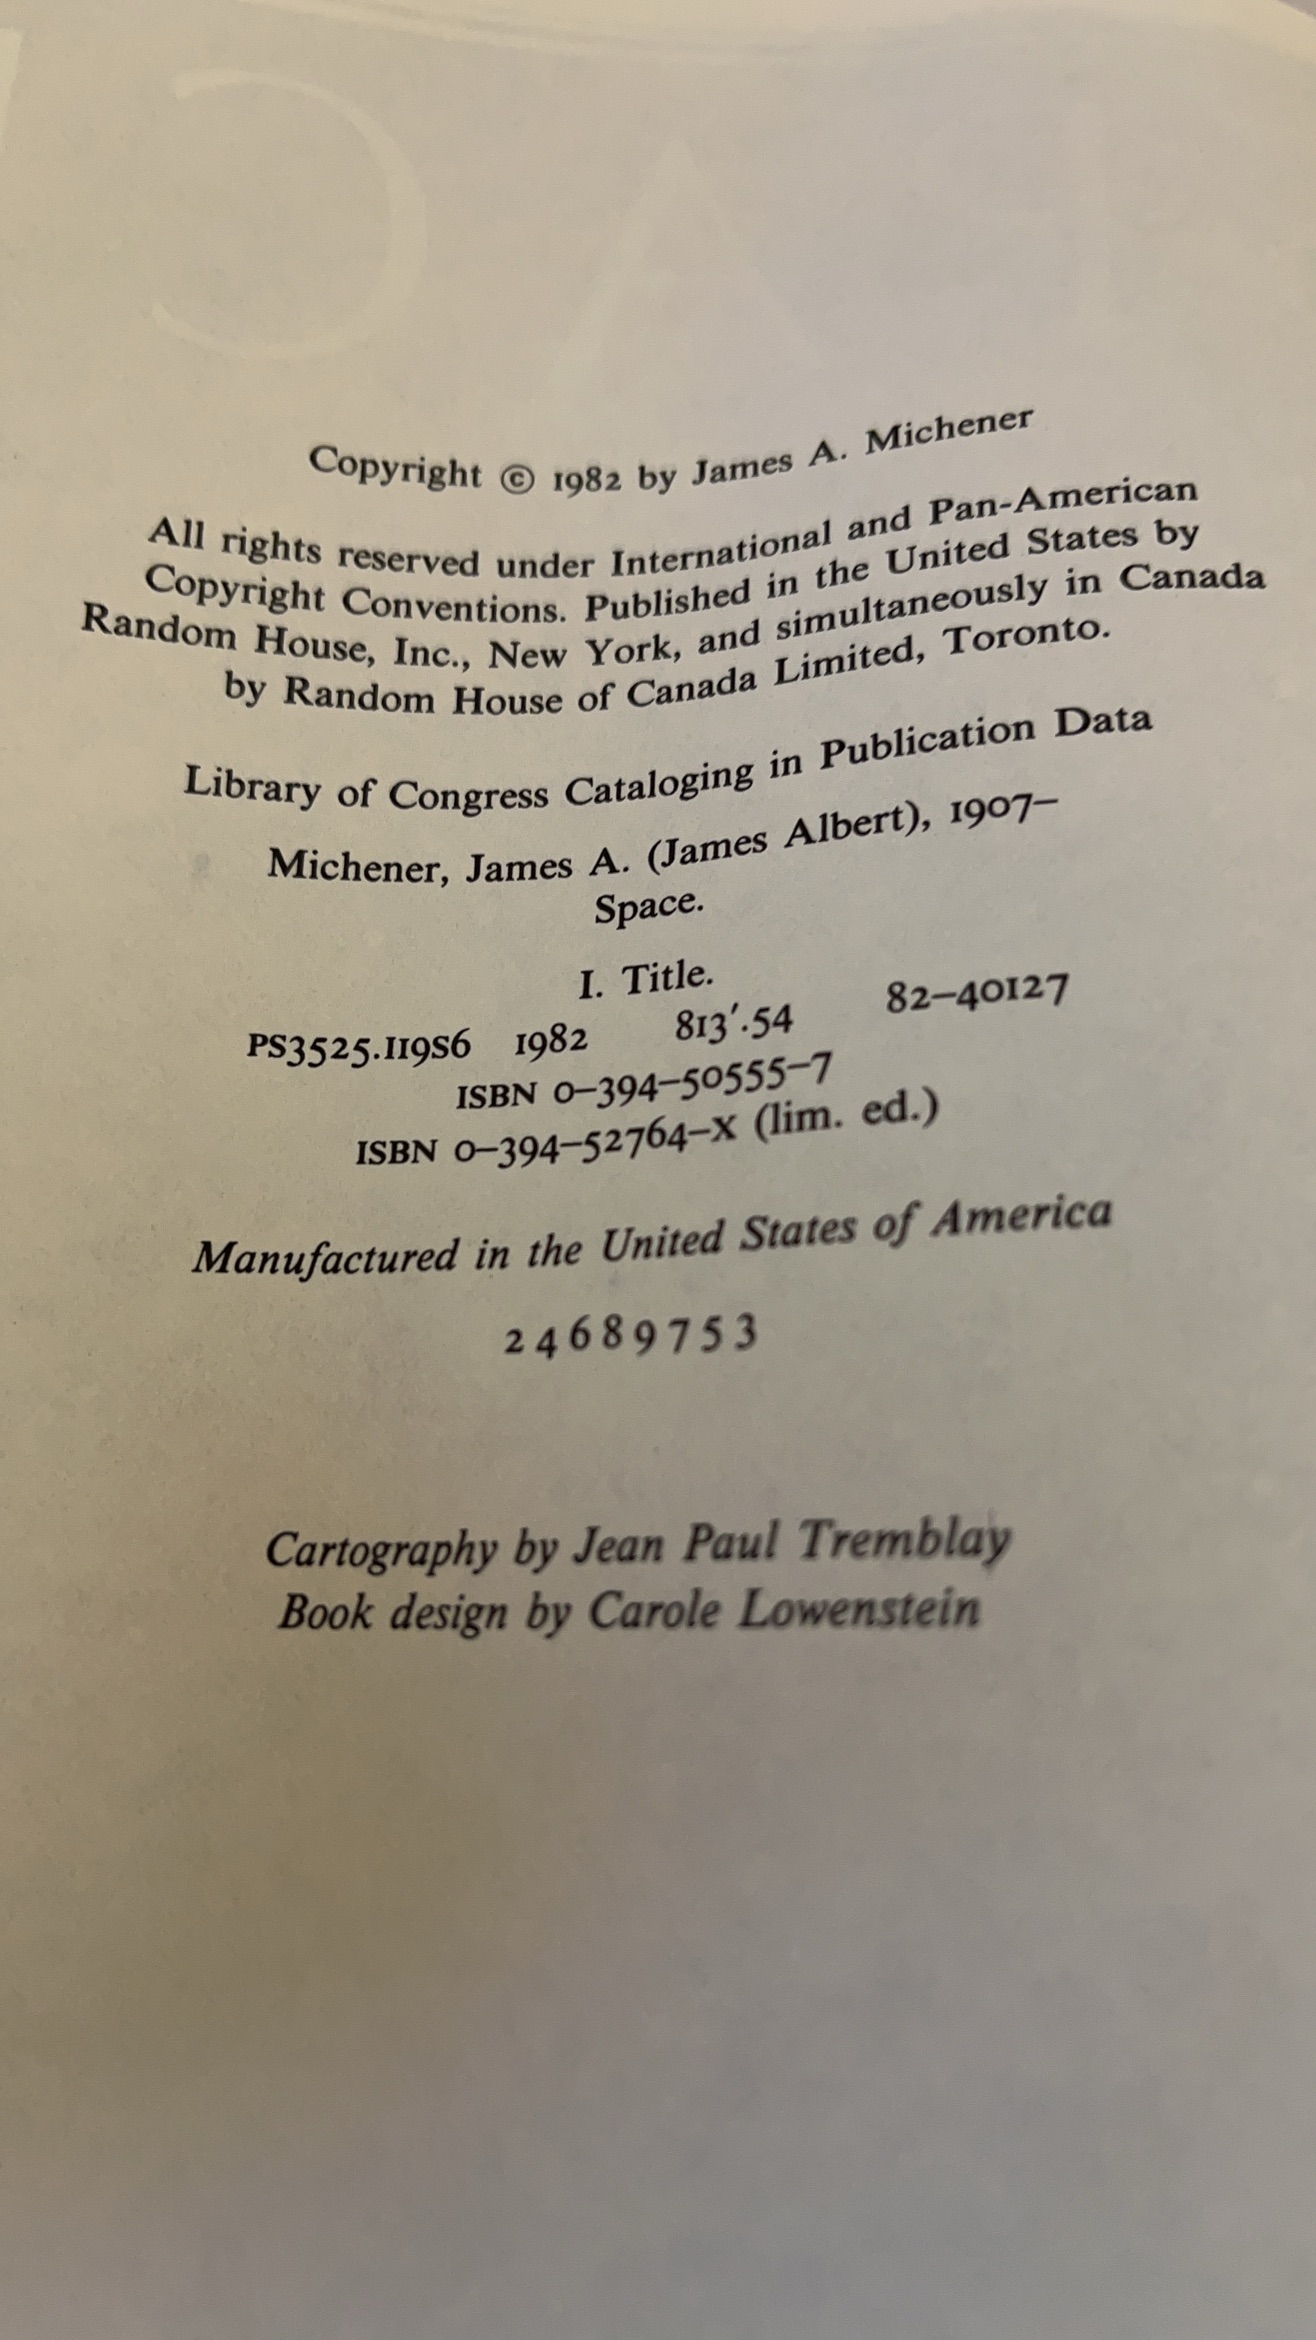 Copyright © 1982 by James A. Michener
All rights reserved under International and Pan-American
Copyright Conventions. Published in the United States by
Random House, Inc., New York, and simultaneously in Canada
by Random House of Canada Limited, Toronto.
Library of Congress Cataloging in Publication Data
Michener, James A. (James Albert), 1907–
Space.
I. Title.
PS3525.I19S6 1982 813′.54 82–40127
ISBN 0–394–50555–7
ISBN 0–394–52764–X (lim. ed.)
Manufactured in the United States of America
2 4 6 8 9 7 5 3
Cartography by Jean Paul Tremblay
Book design by Carole Lowenstein